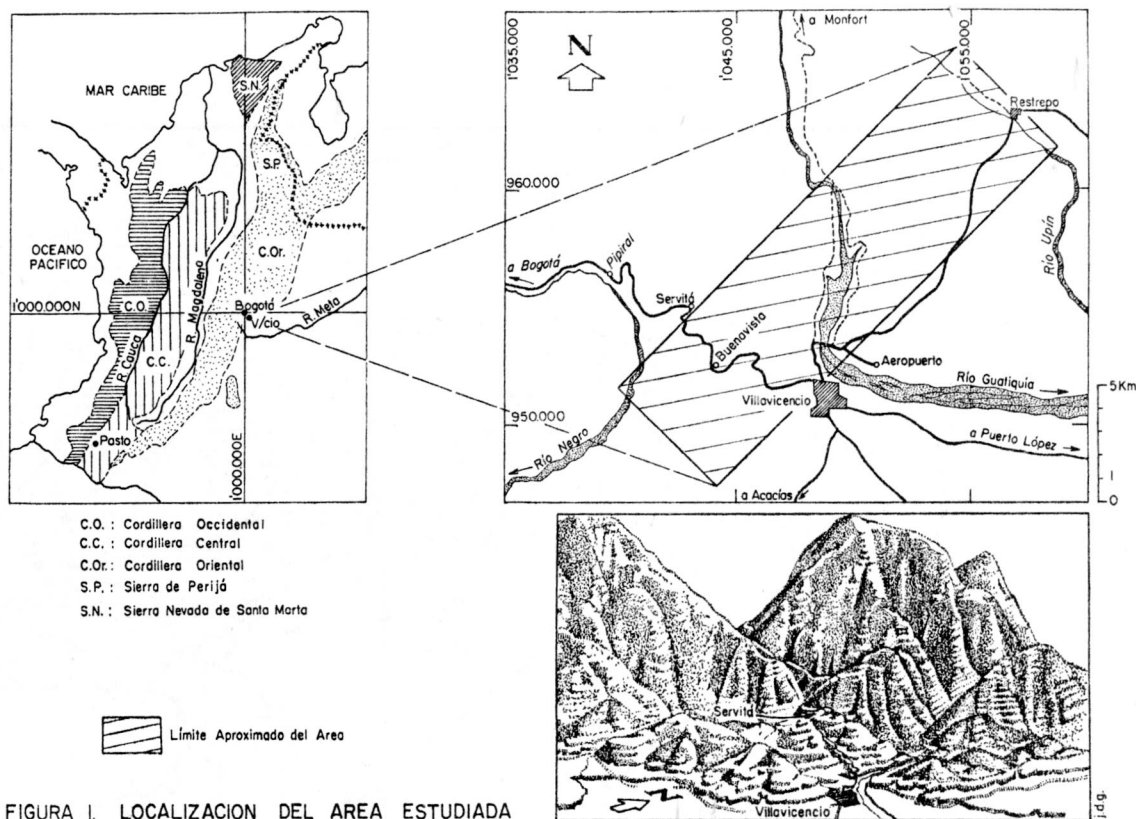 MAR CARIBE
S.N.
S.P.
OCEANO
PACIFICO
C.Or.
R. Magdalena
1'000.000N
C.O.
Bogotá
V/cio
R. Meta
R. Cauca
C.C.
Pasto
1'000.000E
C.O. : Cordillera Occidental
C.C. : Cordillera Central
C.Or.: Cordillera Oriental
S.P. : Sierra de Perijá
S.N. : Sierra Nevada de Santa Marta
Límite Aproximado del Area
FIGURA I. LOCALIZACION DEL AREA ESTUDIADA
1'035.000
1'045.000
a Monfort
1'055.000
N
Restrepo
960.000
Río Upín
a Bogotá
Pipiral
Servitá
Buenavista
Aeropuerto
Río Guatiquía
5 Km
Villavicencio
950.000
a Puerto López
Río Negro
a Acacías
1
0
Servitá
N
Villavicencio
j.d.g.